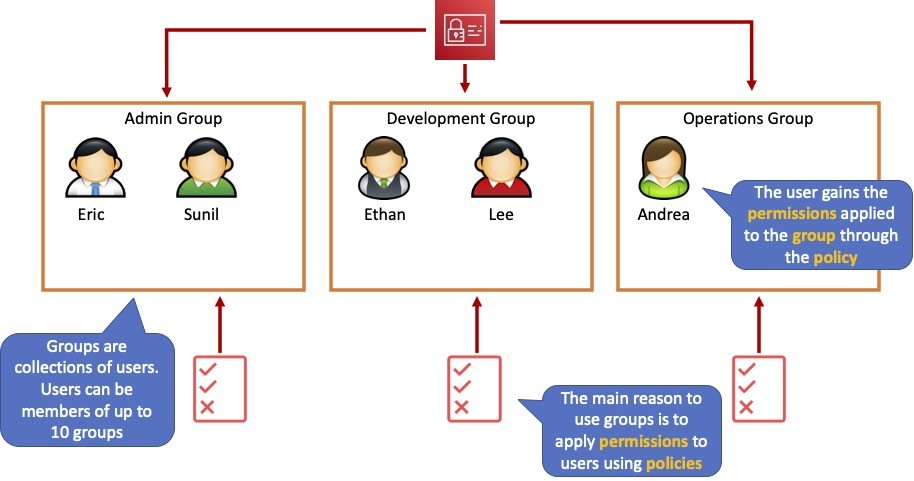 Admin Group
Eric
Sunil
Development Group
Ethan
Lee
Operations Group
Andrea
The user gains the
permissions applied
to the group through
the policy
Groups are
collections of users.
Users can be
members of up to
10 groups
The main reason to
use groups is to
apply permissions to
users using policies